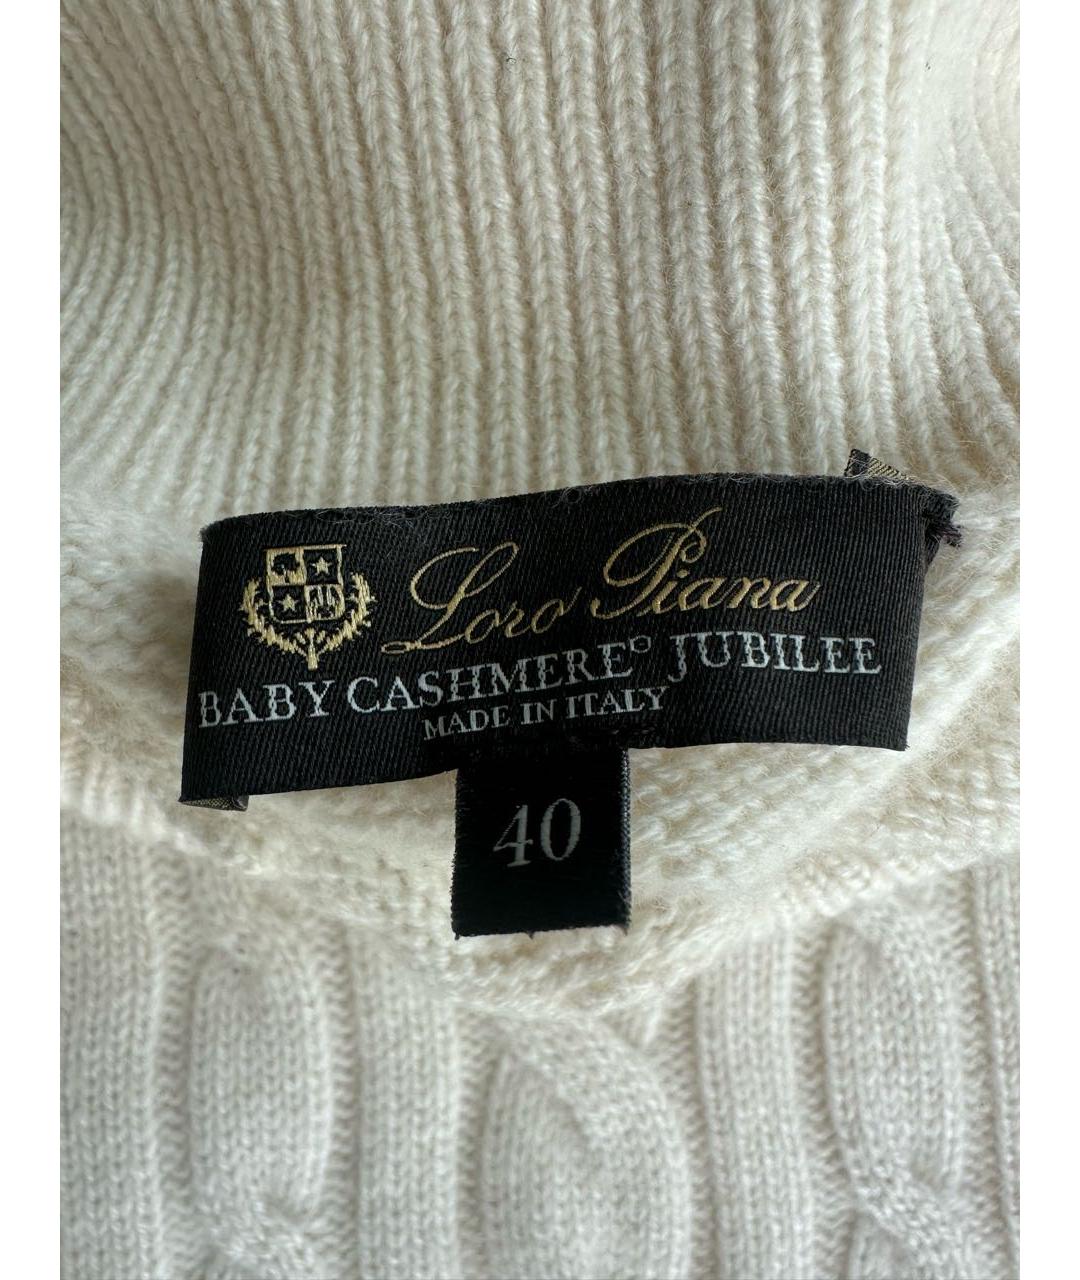 Loro Piana
BABY CASHMERE° JUBILEE
MADE IN ITALY
40